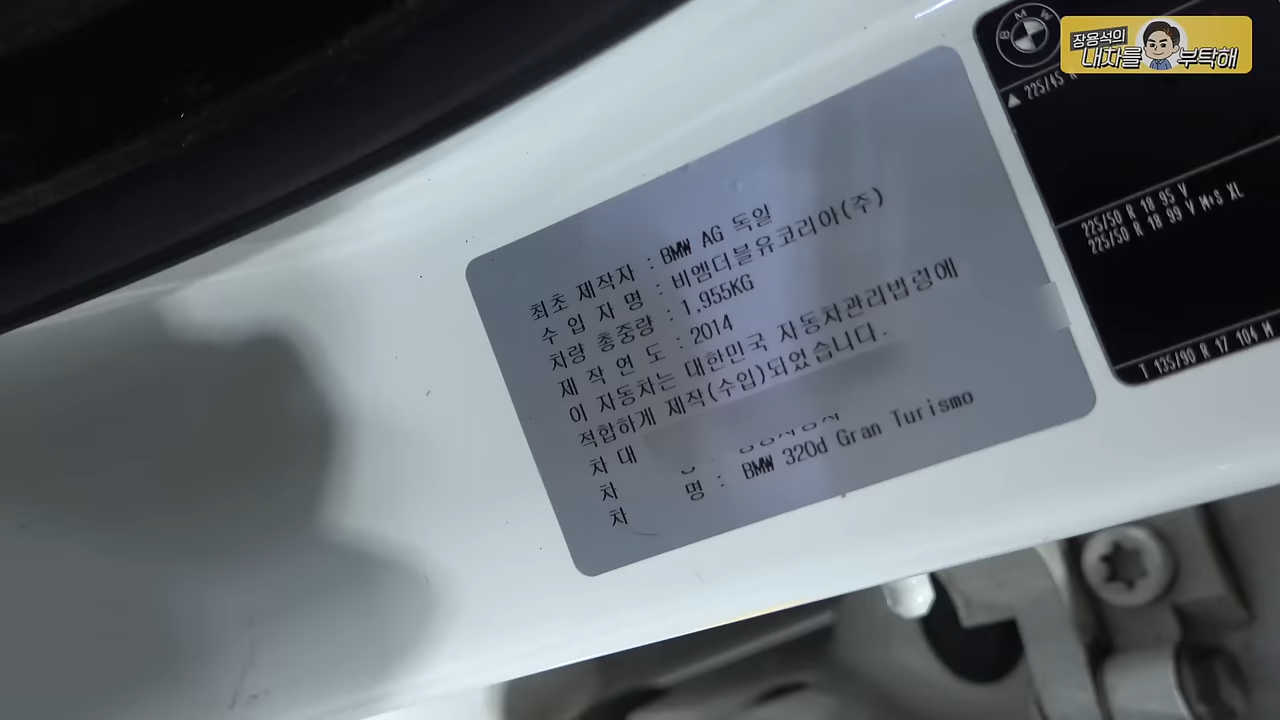 최초 제작자 : BMW AG 독일
수 입 자 명 : 비엠더블유코리아(주)
차량 총중량 : 1,955KG
제 작 연 도 : 2014
이 자동차는 대한민국 자동차관리법령에
적합하게 제작(수입)되었습니다.
차 대
차
차 명 : BMW 320d Gran Turismo
BMW
225/45 R
225/50 R 18 95 V
225/50 R 18 99 V M+S XL
T 135/90 R 17 104 M
장용석의
내차를 부탁해